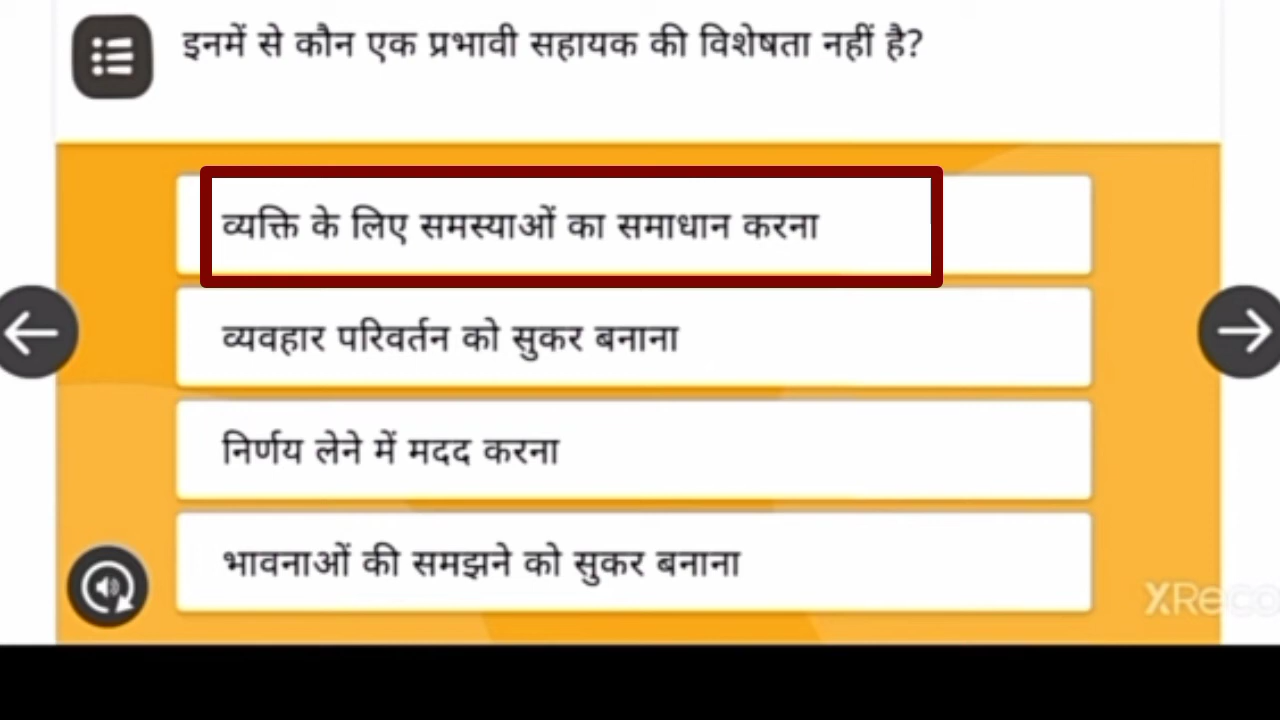 इनमें से कौन एक प्रभावी सहायक की विशेषता नहीं है?
व्यक्ति के लिए समस्याओं का समाधान करना
व्यवहार परिवर्तन को सुकर बनाना
निर्णय लेने में मदद करना
भावनाओं की समझने को सुकर बनाना
XReco